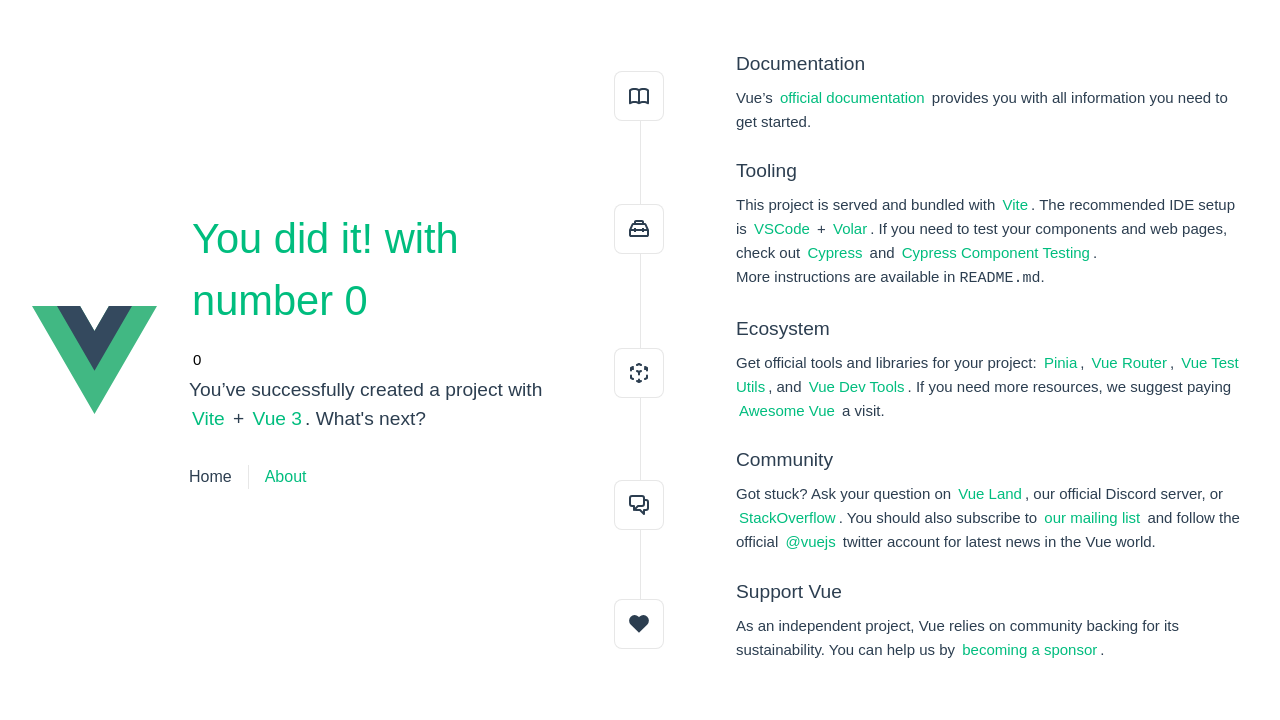 You did it! with
number 0
0
You’ve successfully created a project with
Vite + Vue 3. What's next?
Home
About
Documentation
Vue’s official documentation provides you with all information you need to
get started.
Tooling
This project is served and bundled with Vite. The recommended IDE setup
is VSCode + Volar. If you need to test your components and web pages,
check out Cypress and Cypress Component Testing.
More instructions are available in README.md.
Ecosystem
Get official tools and libraries for your project: Pinia, Vue Router, Vue Test
Utils, and Vue Dev Tools. If you need more resources, we suggest paying
Awesome Vue a visit.
Community
Got stuck? Ask your question on Vue Land, our official Discord server, or
StackOverflow. You should also subscribe to our mailing list and follow the
official @vuejs twitter account for latest news in the Vue world.
Support Vue
As an independent project, Vue relies on community backing for its
sustainability. You can help us by becoming a sponsor.